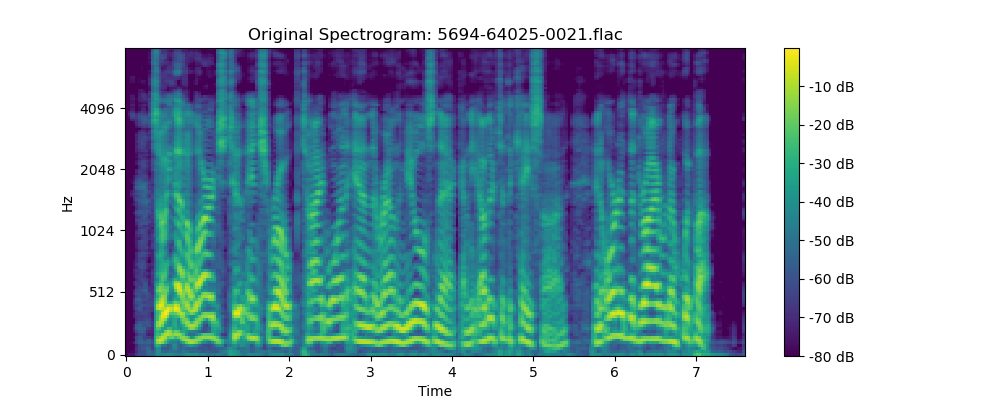 Original Spectrogram: 5694-64025-0021.flac
Hz
4096
2048
1024
512
0
0 1 2 3 4 5 6 7
Time
-10 dB
-20 dB
-30 dB
-40 dB
-50 dB
-60 dB
-70 dB
-80 dB